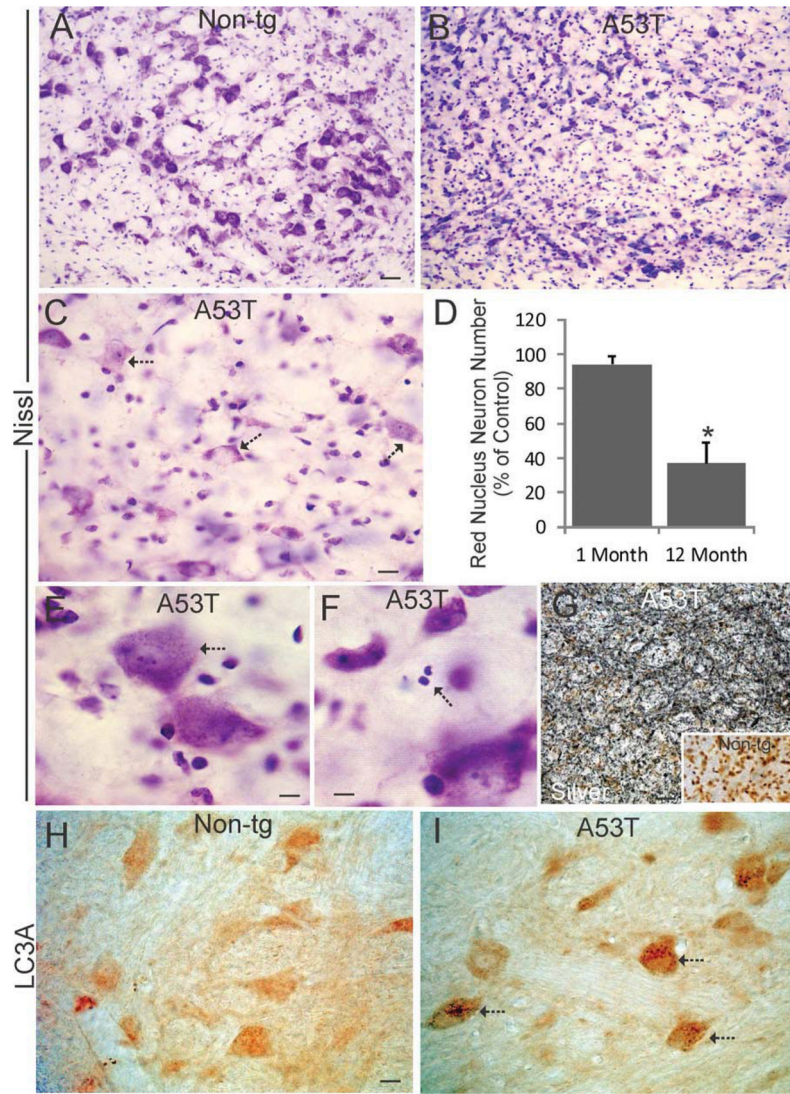 Nissl
A
Non-tg
B
A53T
C
A53T
D
Red Nucleus Neuron Number
(% of Control)
120
100
80
60
40
20
0
*
1 Month
12 Month
E
A53T
F
A53T
G
A53T
Non-tg
Silver
LC3A
H
Non-tg
I
A53T